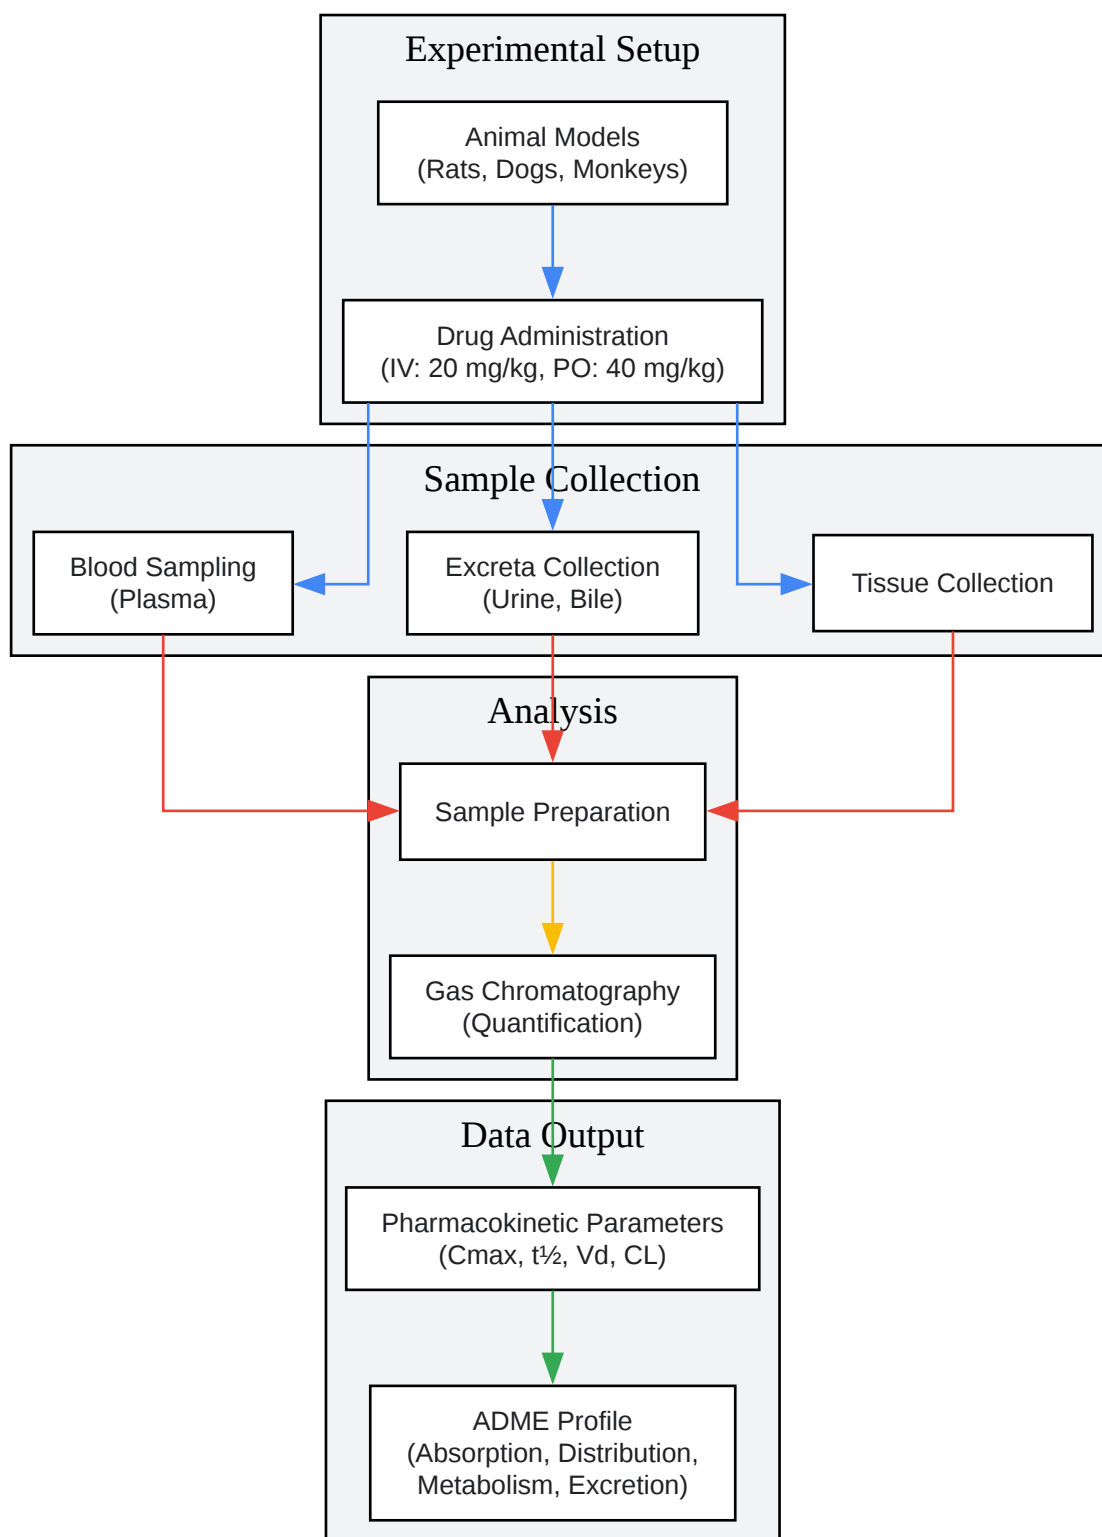 Experimental Setup
Animal Models
(Rats, Dogs, Monkeys)
Drug Administration
(IV: 20 mg/kg, PO: 40 mg/kg)
Sample Collection
Blood Sampling
(Plasma)
Excreta Collection
(Urine, Bile)
Tissue Collection
Analysis
Sample Preparation
Gas Chromatography
(Quantification)
Data Output
Pharmacokinetic Parameters
(Cmax, t½, Vd, CL)
ADME Profile
(Absorption, Distribution,
Metabolism, Excretion)